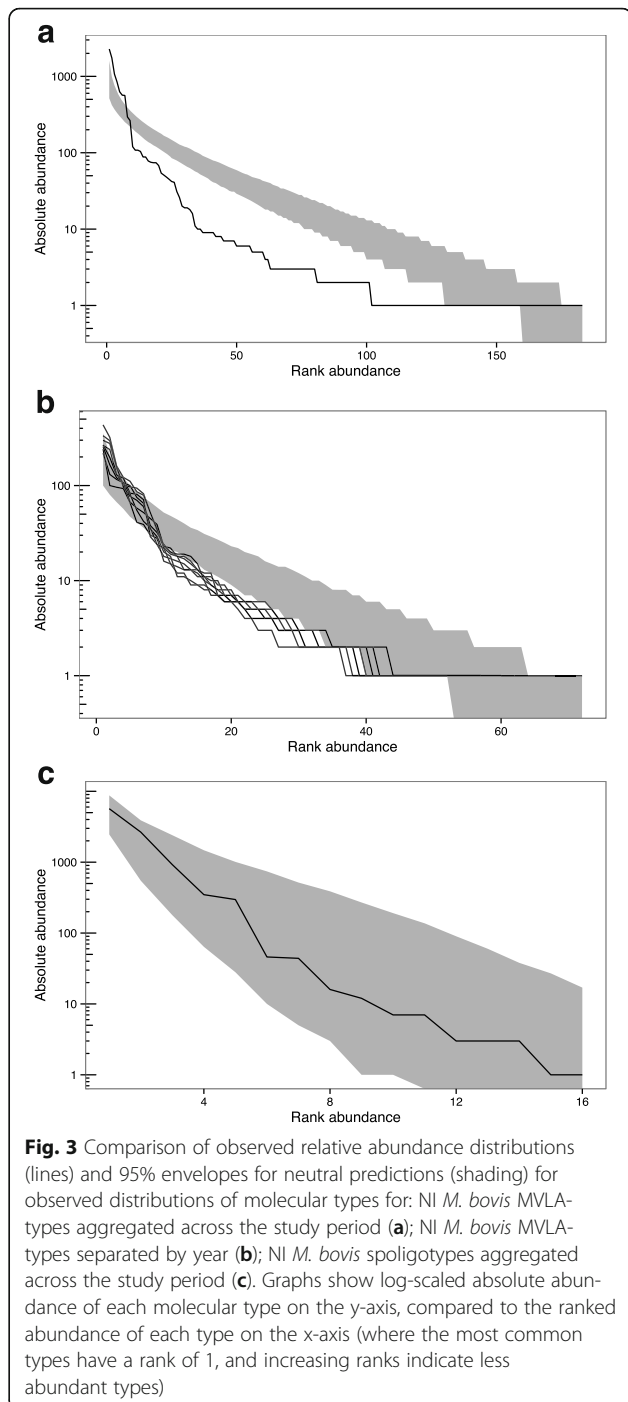 a
1000
100
10
1
Absolute abundance
0 50 100 150
Rank abundance
b
100
10
1
Absolute abundance
0 20 40 60
Rank abundance
c
1000
100
10
1
Absolute abundance
4 8 12 16
Rank abundance
Fig. 3 Comparison of observed relative abundance distributions
(lines) and 95% envelopes for neutral predictions (shading) for
observed distributions of molecular types for: NI M. bovis MVLA-
types aggregated across the study period (a); NI M. bovis MVLA-
types separated by year (b); NI M. bovis spoligotypes aggregated
across the study period (c). Graphs show log-scaled absolute abun-
dance of each molecular type on the y-axis, compared to the ranked
abundance of each type on the x-axis (where the most common
types have a rank of 1, and increasing ranks indicate less
abundant types)